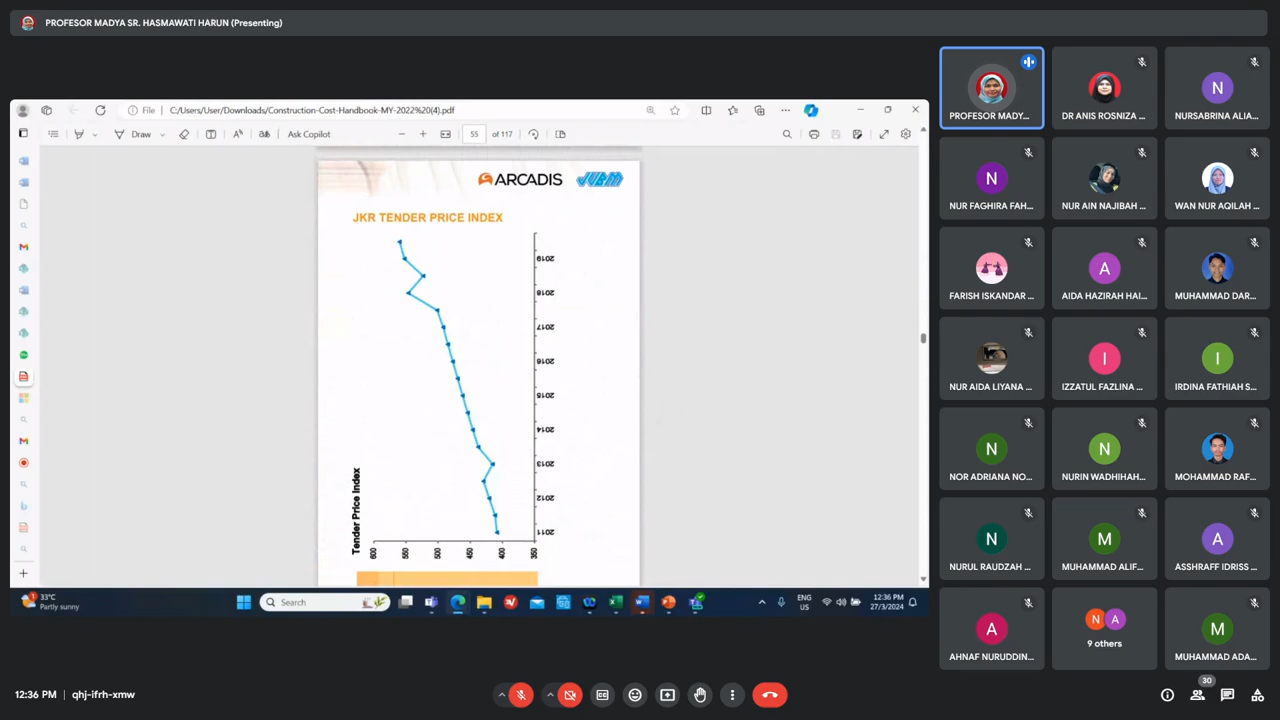 PROFESOR MADYA SR. HASMAWATI HARUN (Presenting)
File C:/Users/User/Downloads/Construction-Cost-Handbook-MY-2022%20(4).pdf
Draw
Ask Copilot
55 of 117
ARCADIS JUBM
JKR TENDER PRICE INDEX
2019
2018
2017
2016
2015
2014
2013
2012
2011
Tender Price Index
600 550 500 450 400 350
33°C
Partly sunny
Search
ENG
US
12:36 PM
27/3/2024
PROFESOR MADY...
DR ANIS ROSNIZA ...
N
NURSABRINA ALIA...
N
NUR FAGHIRA FAH...
NUR AIN NAJIBAH ...
WAN NUR AQILAH ...
FARISH ISKANDAR ...
A
AIDA HAZIRAH HAI...
MUHAMMAD DAR...
NUR AIDA LIYANA ...
I
IZZATUL FAZLINA ...
I
IRDINA FATHIAH S...
N
NOR ADRIANA NO...
N
NURIN WADHIHAH...
MOHAMMAD RAF...
N
NURUL RAUDZAH ...
M
MUHAMMAD ALIF...
A
ASSHRAFF IDRISS ...
A
AHNAF NURUDDIN...
N A
9 others
M
MUHAMMAD ADA...
12:36 PM | qhj-ifrh-xmw
30